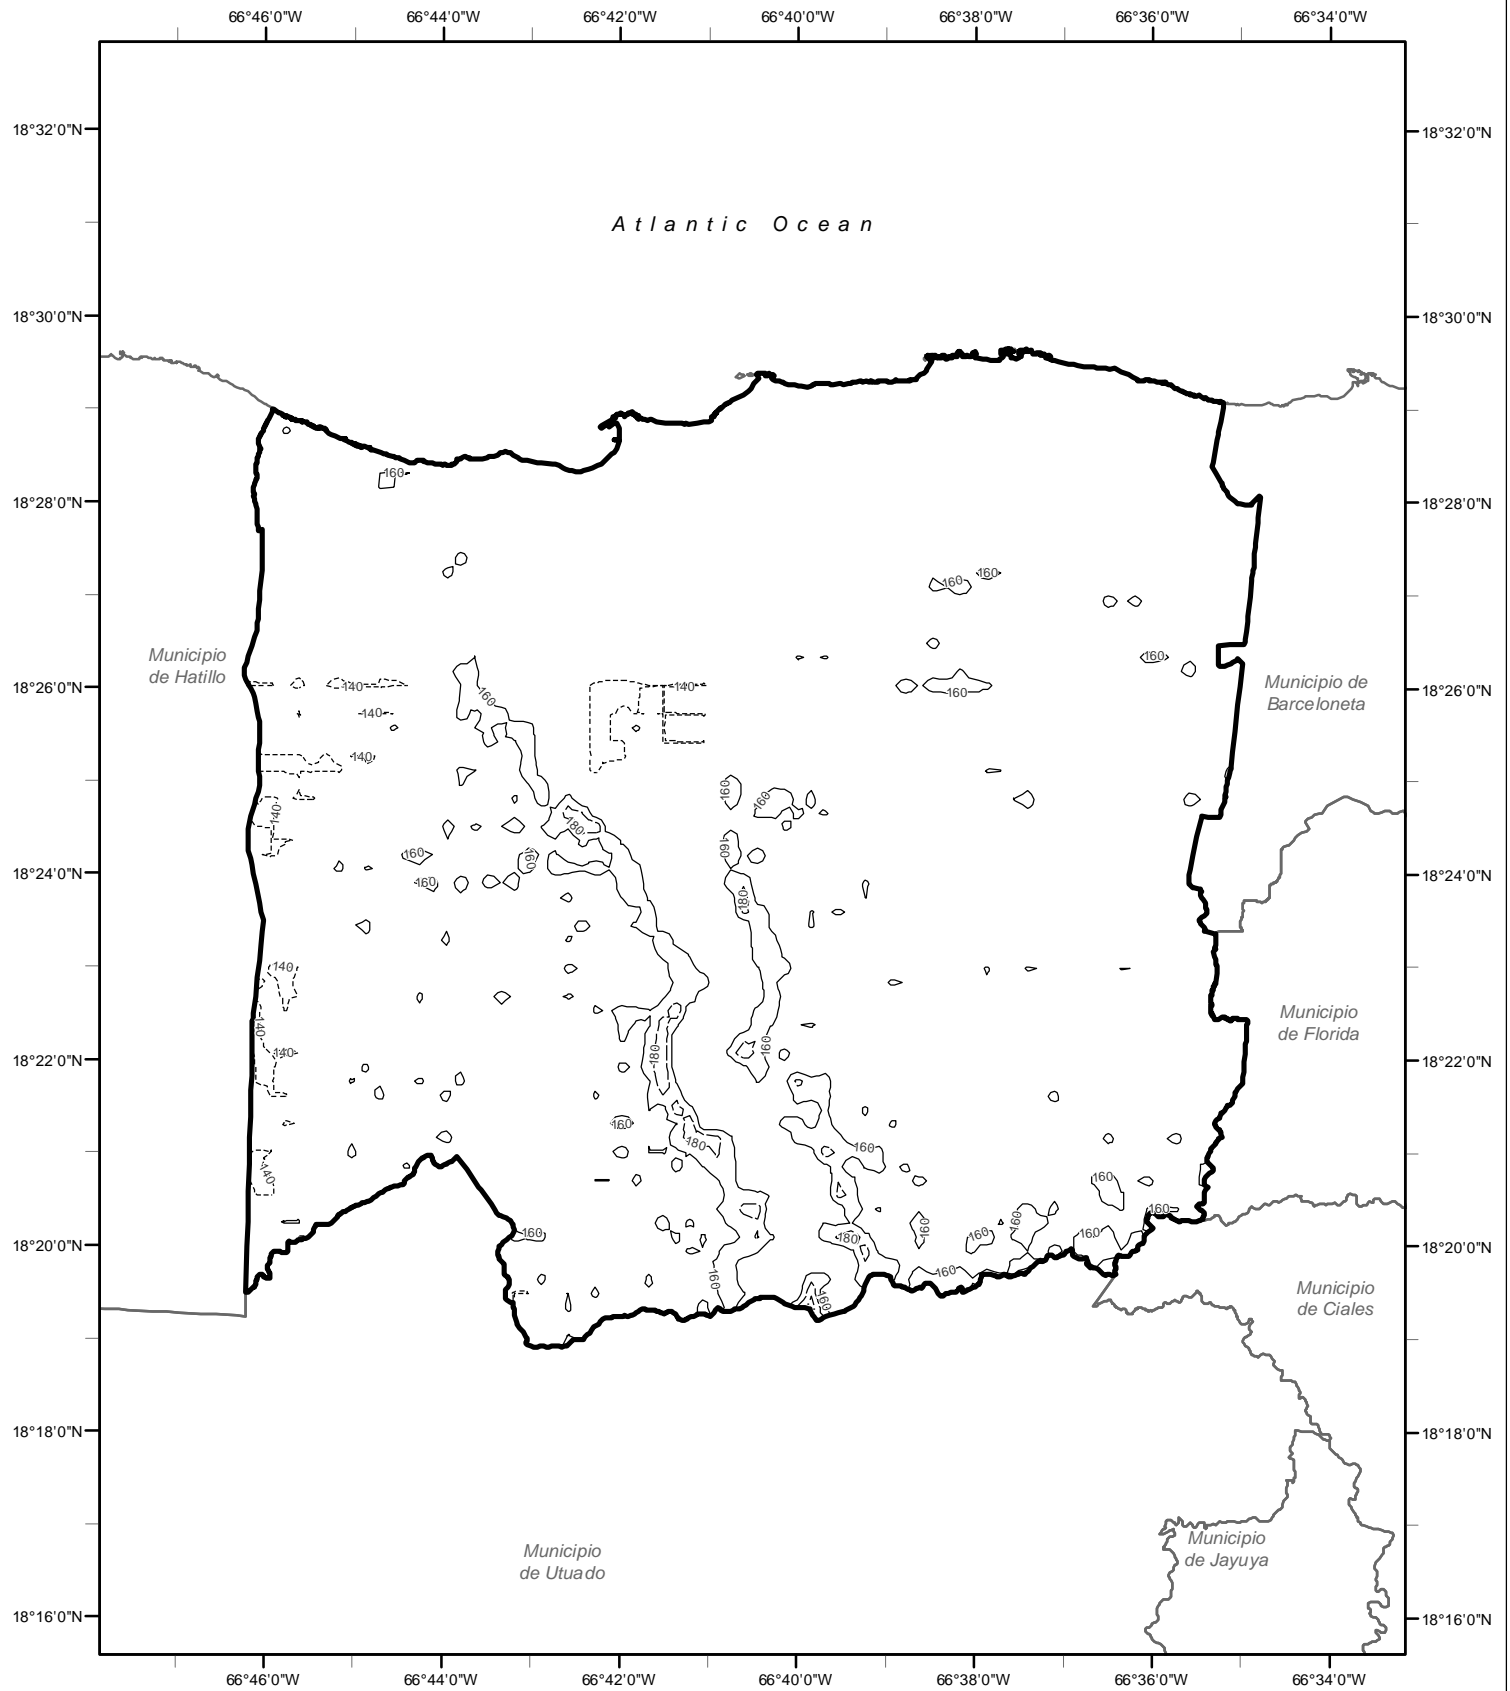 66°46'0"W 66°44'0"W 66°42'0"W 66°40'0"W 66°38'0"W 66°36'0"W 66°34'0"W
18°32'0"N 18°32'0"N
Atlantic Ocean
18°30'0"N 18°30'0"N
160
18°28'0"N 18°28'0"N
160 160
Municipio
de Hatillo
160
18°26'0"N 140 160 140 160 18°26'0"N
Municipio de
Barceloneta
140
140
160 160
140 180
160 160 160
18°24'0"N 18°24'0"N
160
180
140
Municipio
de Florida
140
140 180 160
18°22'0"N 18°22'0"N
160
180 160
140 160
160
160 180 160 160 160 160
18°20'0"N 18°20'0"N
160 160
160
Municipio
de Ciales
18°18'0"N 18°18'0"N
Municipio
de Jayuya
Municipio
de Utuado
18°16'0"N 18°16'0"N
66°46'0"W 66°44'0"W 66°42'0"W 66°40'0"W 66°38'0"W 66°36'0"W 66°34'0"W